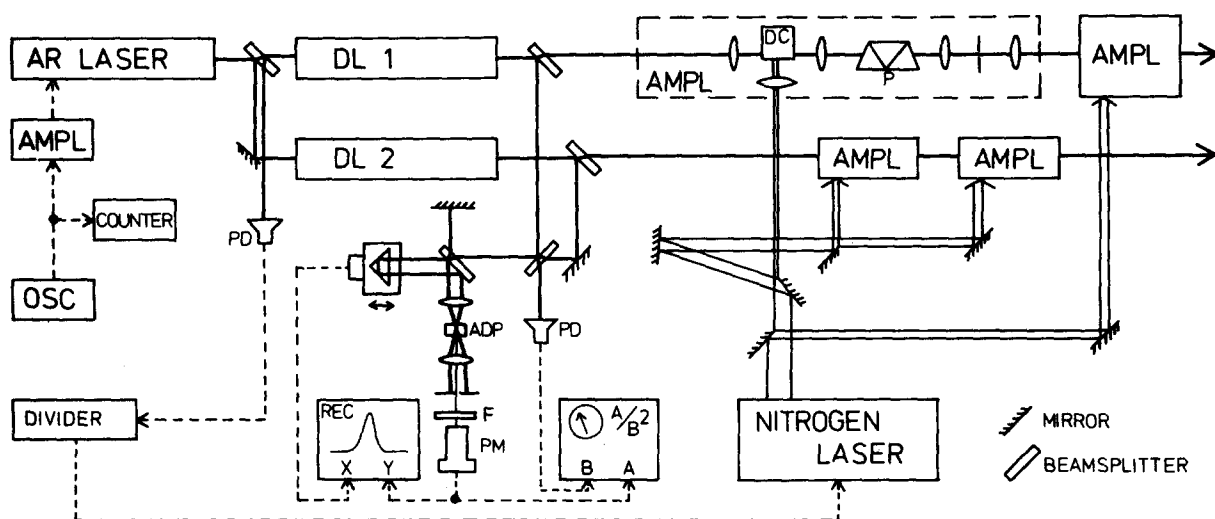 AR LASER
DL 1
DC
P
AMPL
AMPL
AMPL
DL 2
AMPL
AMPL
COUNTER
PD
OSC
ADP
PD
DIVIDER
REC
X Y
F
PM
A/B²
B A
NITROGEN
LASER
MIRROR
BEAMSPLITTER